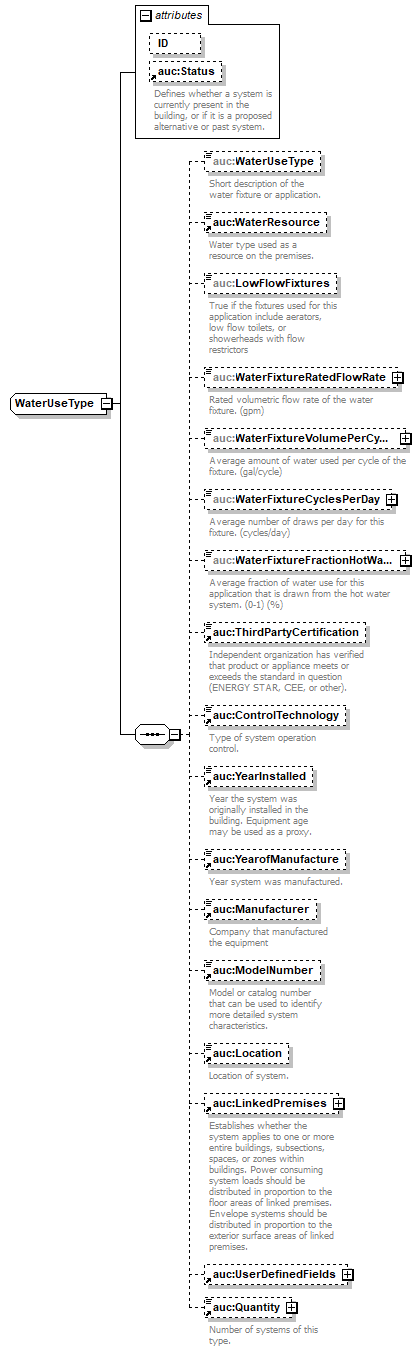 attributes
ID
auc:Status
Defines whether a system is
currently present in the
building, or if it is a proposed
alternative or past system.
auc:WaterUseType
Short description of the
water fixture or application.
auc:WaterResource
Water type used as a
resource on the premises.
auc:LowFlowFixtures
True if the fixtures used for this
application include aerators,
low flow toilets, or
showerheads with flow
restrictors
WaterUseType
auc:WaterFixtureRatedFlowRate
Rated volumetric flow rate of the water
fixture. (gpm)
auc:WaterFixtureVolumePerCy...
Average amount of water used per cycle of the
fixture. (gal/cycle)
auc:WaterFixtureCyclesPerDay
Average number of draws per day for this
fixture. (cycles/day)
auc:WaterFixtureFractionHotWa...
Average fraction of water use for this
application that is drawn from the hot water
system. (0-1) (%)
auc:ThirdPartyCertification
Independent organization has verified
that product or appliance meets or
exceeds the standard in question
(ENERGY STAR, CEE, or other).
auc:ControlTechnology
Type of system operation
control.
auc:YearInstalled
Year the system was
originally installed in the
building. Equipment age
may be used as a proxy.
auc:YearofManufacture
Year system was manufactured.
auc:Manufacturer
Company that manufactured
the equipment
auc:ModelNumber
Model or catalog number
that can be used to identify
more detailed system
characteristics.
auc:Location
Location of system.
auc:LinkedPremises
Establishes whether the
system applies to one or more
entire buildings, subsections,
spaces, or zones within
buildings. Power consuming
system loads should be
distributed in proportion to the
floor areas of linked premises.
Envelope systems should be
distributed in proportion to the
exterior surface areas of linked
premises.
auc:UserDefinedFields
auc:Quantity
Number of systems of this
type.